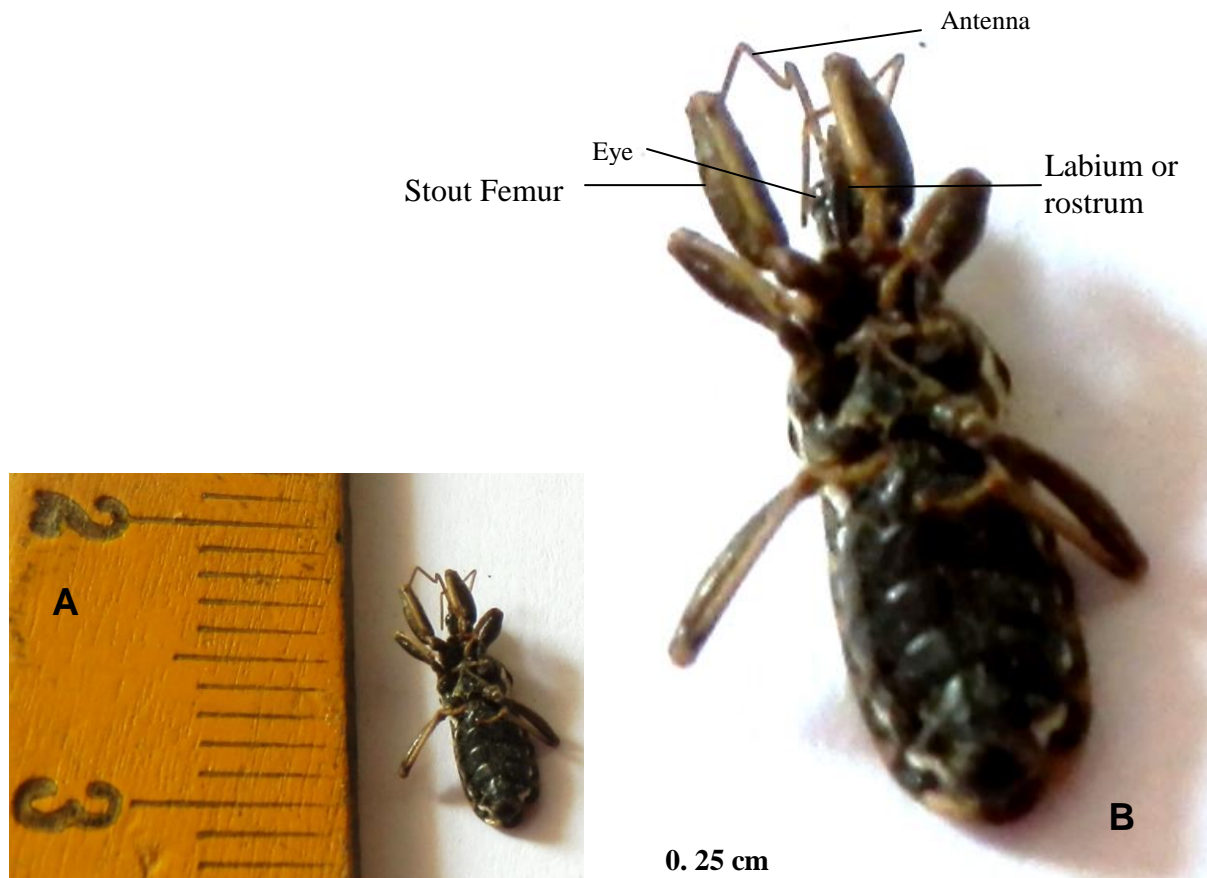 Antenna
Eye
Labium or
rostrum
Stout Femur
2
A
3
B
0. 25 cm